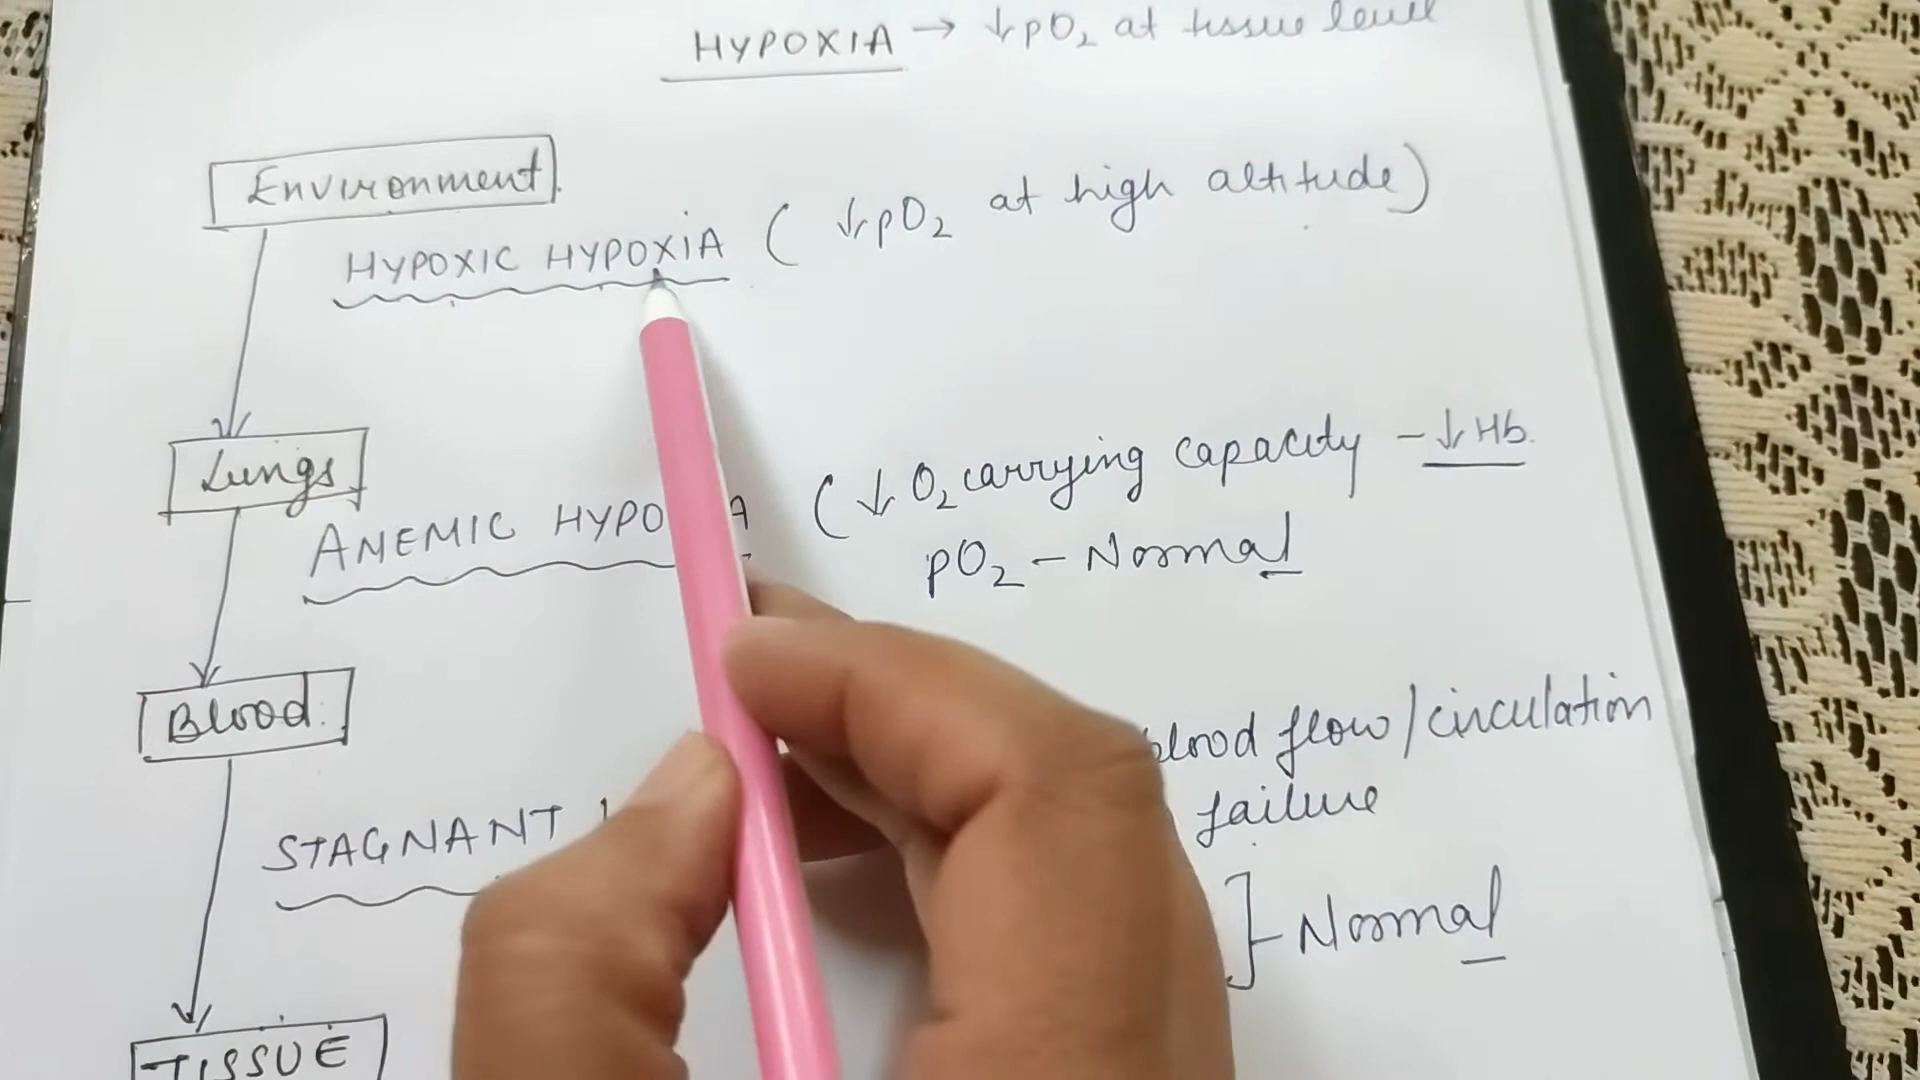 HYPOXIA → ↓pO₂ at tissue level
Environment
HYPOXIC HYPOXIA ( ↓pO₂ at high altitude)
Lungs
ANEMIC HYPO A ( ↓ O₂ carrying capacity - ↓ Hb.
pO₂ - Normal
Blood
STAGNANT blood flow / circulation
failure
] - Normal
TISSUE